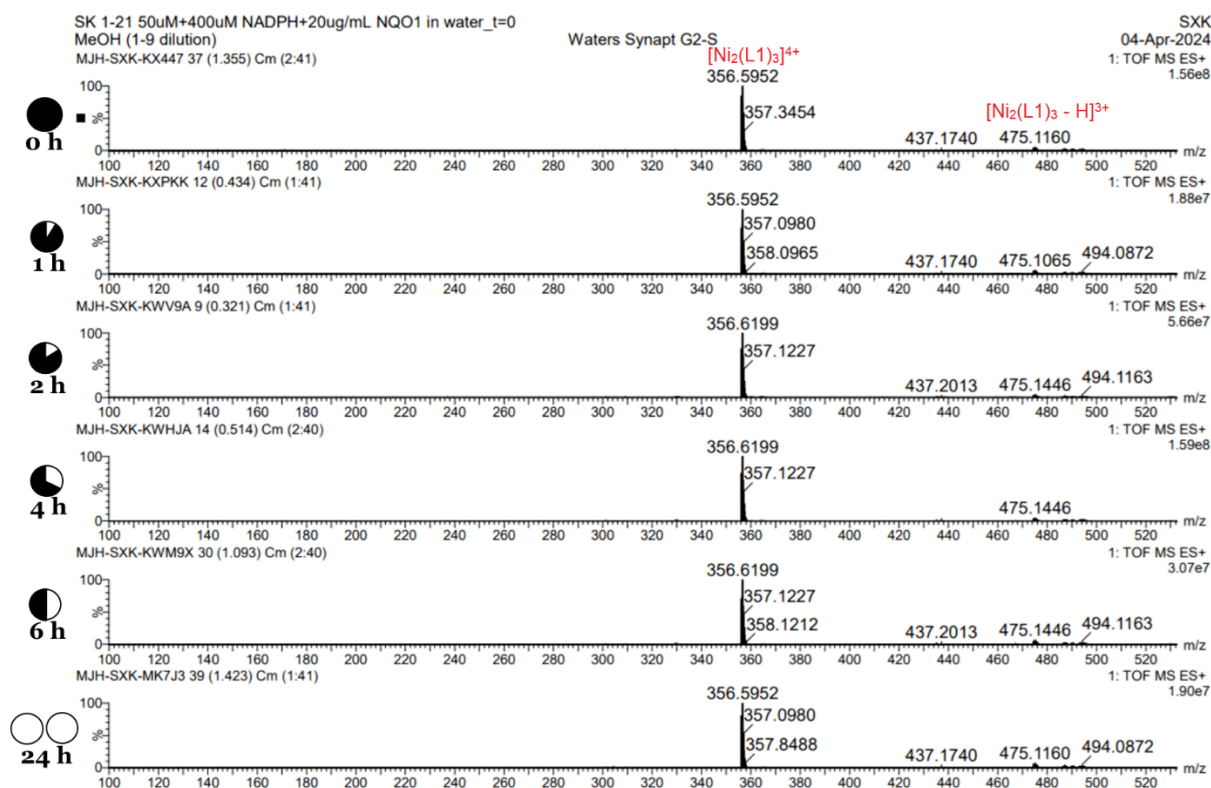 SK 1-21 50uM+400uM NADPH+20ug/mL NQO1 in water_t=0
SXK
MeOH (1-9 dilution)
Waters Synapt G2-S
04-Apr-2024
MJH-SXK-KX447 37 (1.355) Cm (2:41)
[Ni₂(L1)₃]⁴⁺
1: TOF MS ES+
1.56e8
356.5952
357.3454
[Ni₂(L1)₃ - H]³⁺
437.1740
475.1160
100
%
0
0 h
100 120 140 160 180 200 220 240 260 280 300 320 340 360 380 400 420 440 460 480 500 520 m/z
MJH-SXK-KXPKK 12 (0.434) Cm (1:41)
1: TOF MS ES+
1.88e7
356.5952
357.0980
358.0965
437.1740
475.1065
494.0872
100
%
0
1 h
100 120 140 160 180 200 220 240 260 280 300 320 340 360 380 400 420 440 460 480 500 520 m/z
MJH-SXK-KWV9A 9 (0.321) Cm (1:41)
1: TOF MS ES+
5.66e7
356.6199
357.1227
437.2013
475.1446
494.1163
100
%
0
2 h
100 120 140 160 180 200 220 240 260 280 300 320 340 360 380 400 420 440 460 480 500 520 m/z
MJH-SXK-KWHJA 14 (0.514) Cm (2:40)
1: TOF MS ES+
1.59e8
356.6199
357.1227
475.1446
100
%
0
4 h
100 120 140 160 180 200 220 240 260 280 300 320 340 360 380 400 420 440 460 480 500 520 m/z
MJH-SXK-KWM9X 30 (1.093) Cm (2:40)
1: TOF MS ES+
3.07e7
356.6199
357.1227
358.1212
437.2013
475.1446
494.1163
100
%
0
6 h
100 120 140 160 180 200 220 240 260 280 300 320 340 360 380 400 420 440 460 480 500 520 m/z
MJH-SXK-MK7J3 39 (1.423) Cm (1:41)
1: TOF MS ES+
1.90e7
356.5952
357.0980
357.8488
437.1740
475.1160
494.0872
100
%
0
24 h
100 120 140 160 180 200 220 240 260 280 300 320 340 360 380 400 420 440 460 480 500 520 m/z